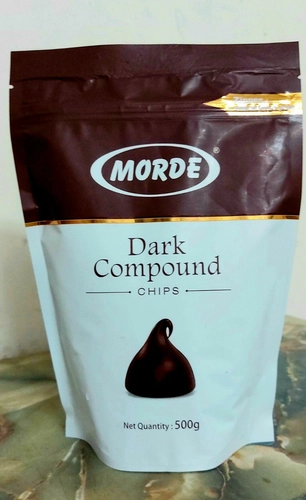 MORDE®
Dark
Compound
CHIPS
Net Quantity : 500g